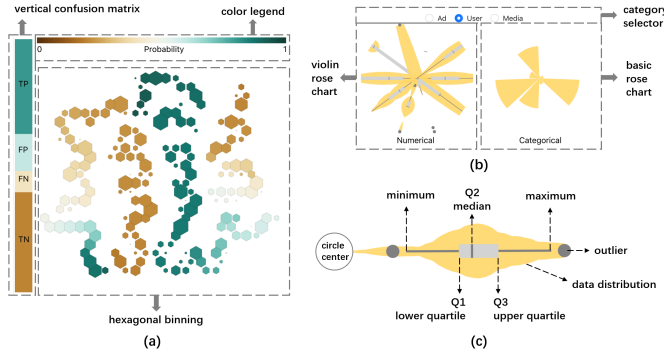 vertical confusion matrix
color legend
0
1
Probability
TP
FP
FN
TN
hexagonal binning
(a)
Ad
User
Media
category
selector
violin
rose
chart
basic
rose
chart
Numerical
Categorical
(b)
minimum
Q2
median
maximum
circle
center
outlier
data distribution
Q1
lower quartile
Q3
upper quartile
(c)